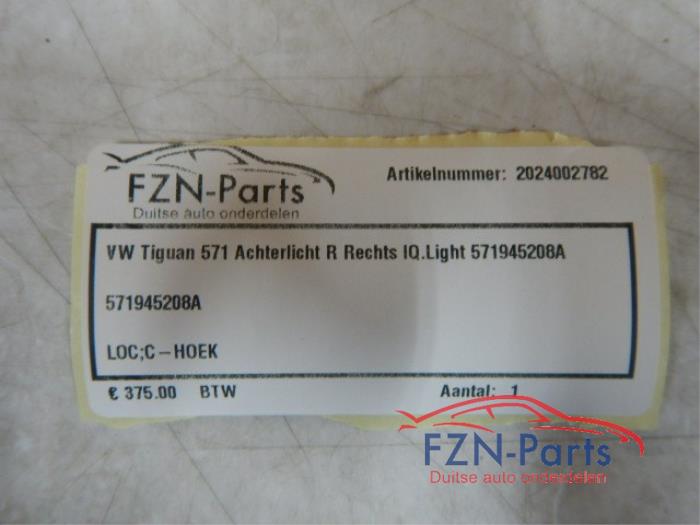 FZN-Parts
Duitse auto onderdelen
Artikelnummer: 2024002782
VW Tiguan 571 Achterlicht R Rechts IQ.Light 571945208A
571945208A
LOC;C-HOEK
€ 375.00 BTW
Aantal: 1
FZN-Parts
Duitse auto onderdelen